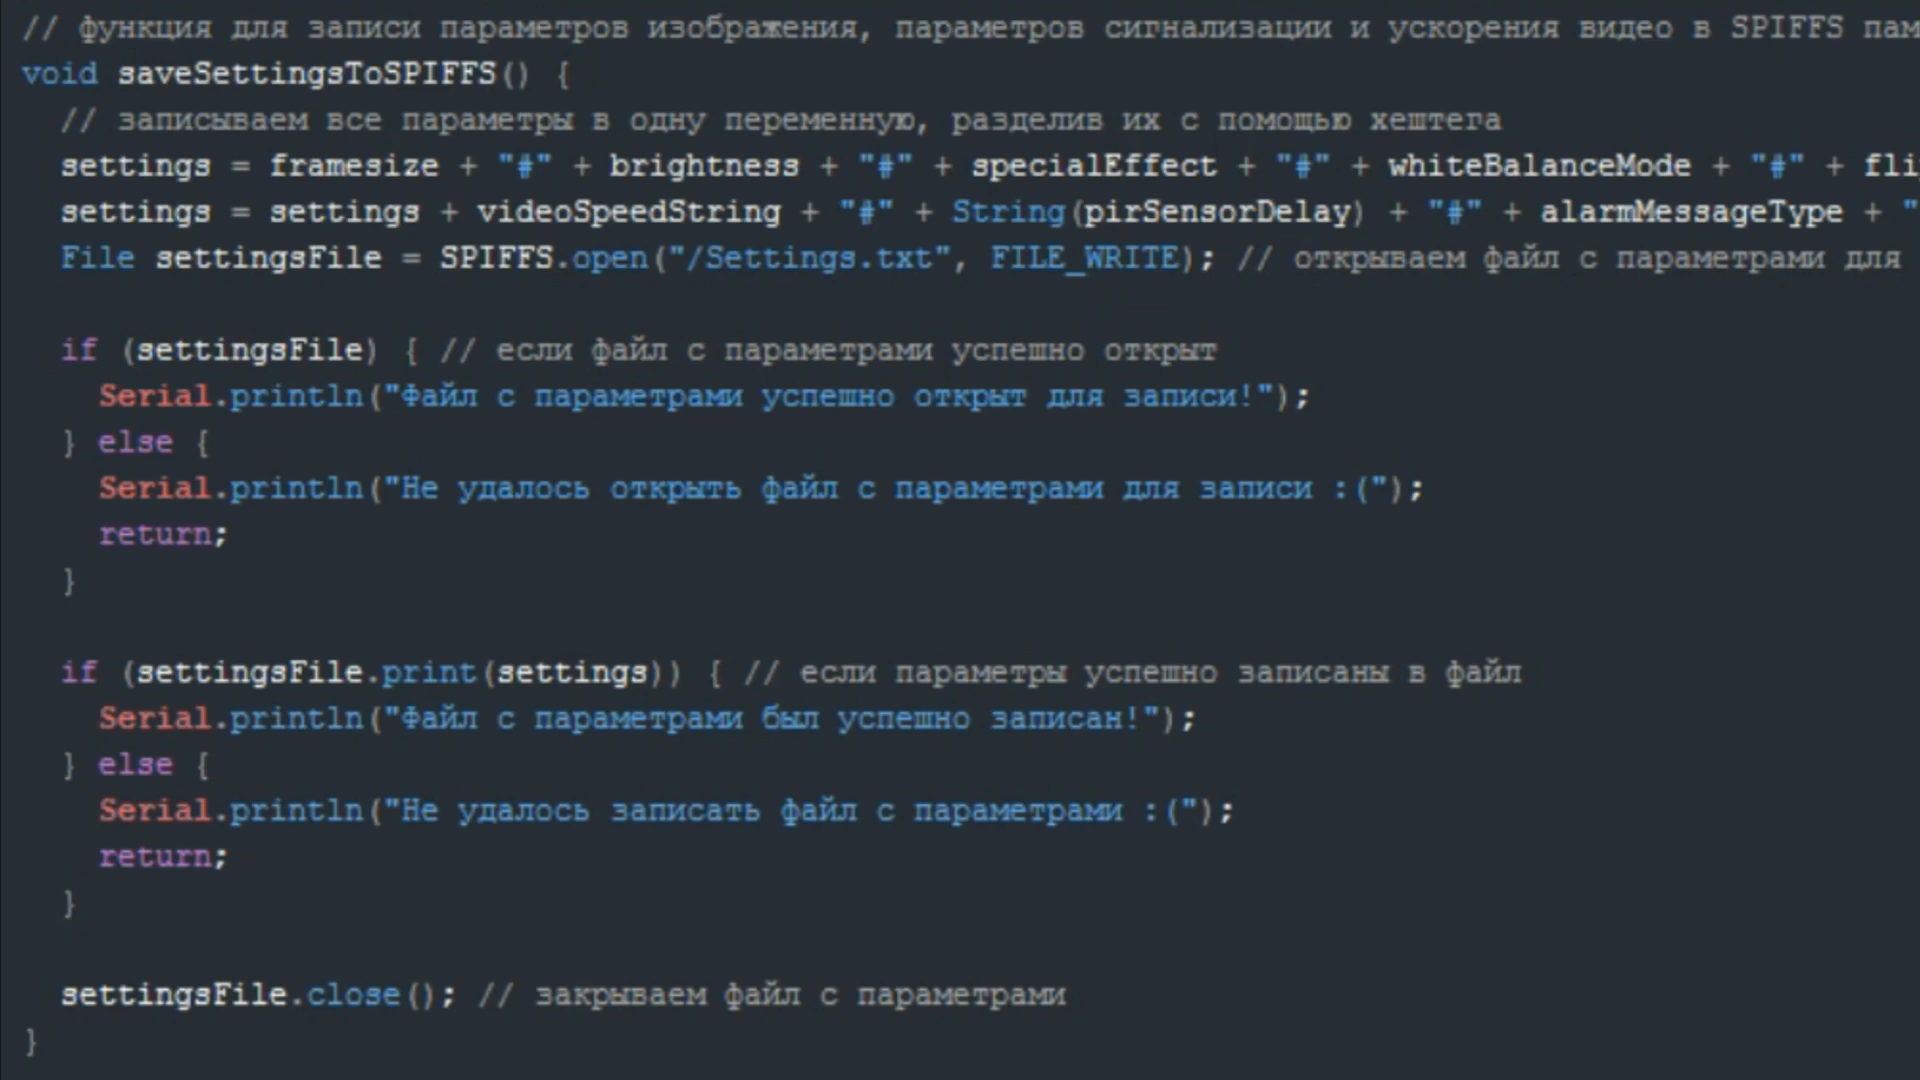 // функция для записи параметров изображения, параметров сигнализации и ускорения видео в SPIFFS
void saveSettingsToSPIFFS() {
// записываем все параметры в одну переменную, разделив их с помощью хештега
settings = framesize + "#" + brightness + "#" + specialEffect + "#" + whiteBalanceMode + "#" +
settings = settings + videoSpeedString + "#" + String(pirSensorDelay) + "#" + alarmMessageType + "
File settingsFile = SPIFFS.open("/Settings.txt", FILE_WRITE); // открываем файл с параметрами для
if (settingsFile) { // если файл с параметрами успешно открыт
Serial.println("Файл с параметрами успешно открыт для записи!");
} else {
Serial.println("Не удалось открыть файл с параметрами для записи :(");
return;
}
if (settingsFile.print(settings)) { // если параметры успешно записаны в файл
Serial.println("Файл с параметрами был успешно записан!");
} else {
Serial.println("Не удалось записать файл с параметрами :(");
return;
}
settingsFile.close(); // закрываем файл с параметрами
}